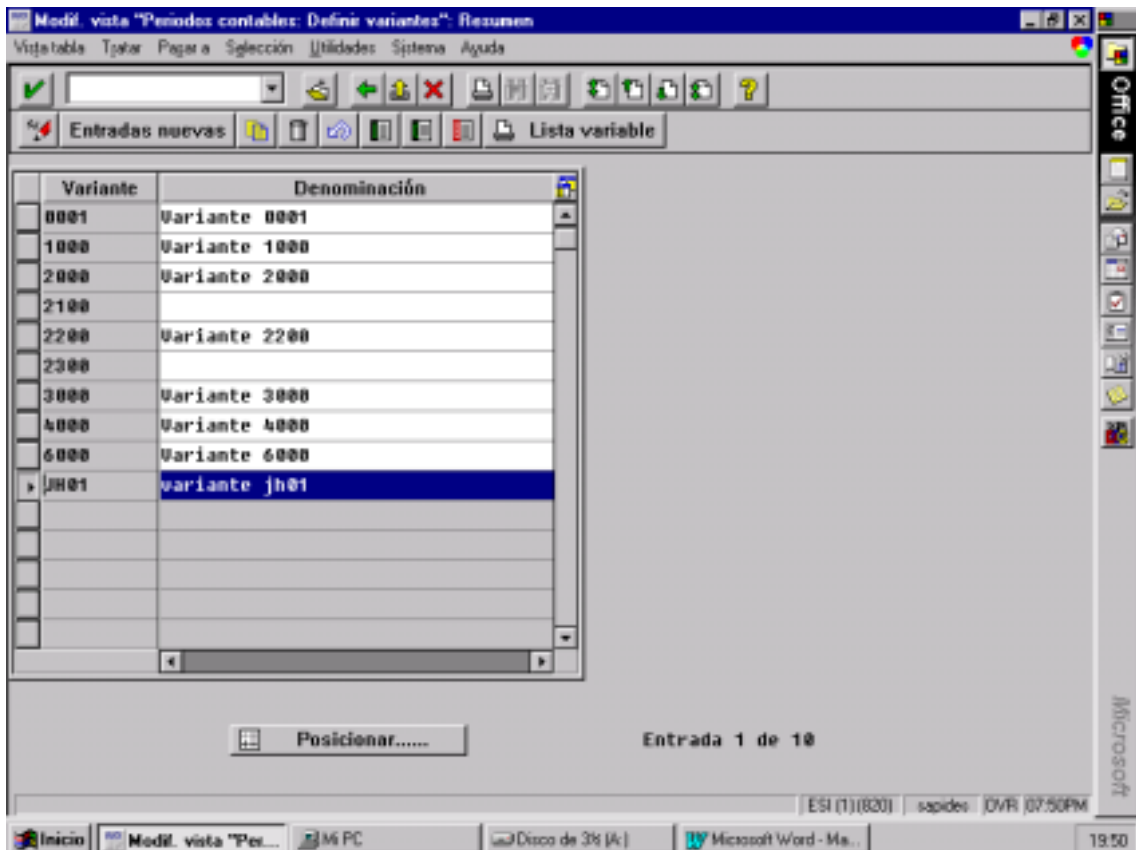 Modif. vista "Periodos contables: Definir variantes": Resumen
Vista tabla Tratar Pasar a Selección Utilidades Sistema Ayuda
Entradas nuevas Lista variable
Variante Denominación
0001 Variante 0001
1000 Variante 1000
2000 Variante 2000
2100
2200 Variante 2200
2300
3000 Variante 3000
4000 Variante 4000
6000 Variante 6000
JH01 variante jh01
Posicionar...... Entrada 1 de 10
ESI (1) (820) sapides OVR 07:50PM
Inicio Modif. vista "Per... Mi PC Disco de 3½ (A:) Microsoft Word - Ma... 19:50
Office
Microsoft